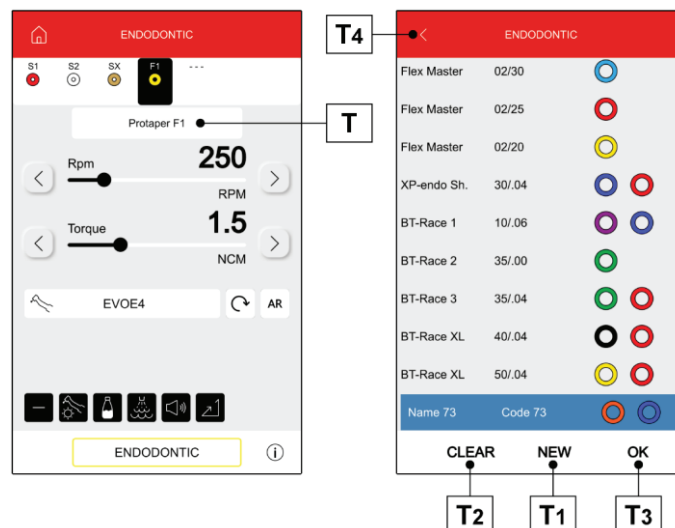 ENDODONTIC
S1 S2 SX F1 ---
Protaper F1
Rpm 250
RPM
Torque 1.5
NCM
EVOE4 AR
ENDODONTIC
T
T4
ENDODONTIC
Flex Master 02/30
Flex Master 02/25
Flex Master 02/20
XP-endo Sh. 30/.04
BT-Race 1 10/.06
BT-Race 2 35/.00
BT-Race 3 35/.04
BT-Race XL 40/.04
BT-Race XL 50/.04
Name 73 Code 73
CLEAR NEW OK
T2 T1 T3